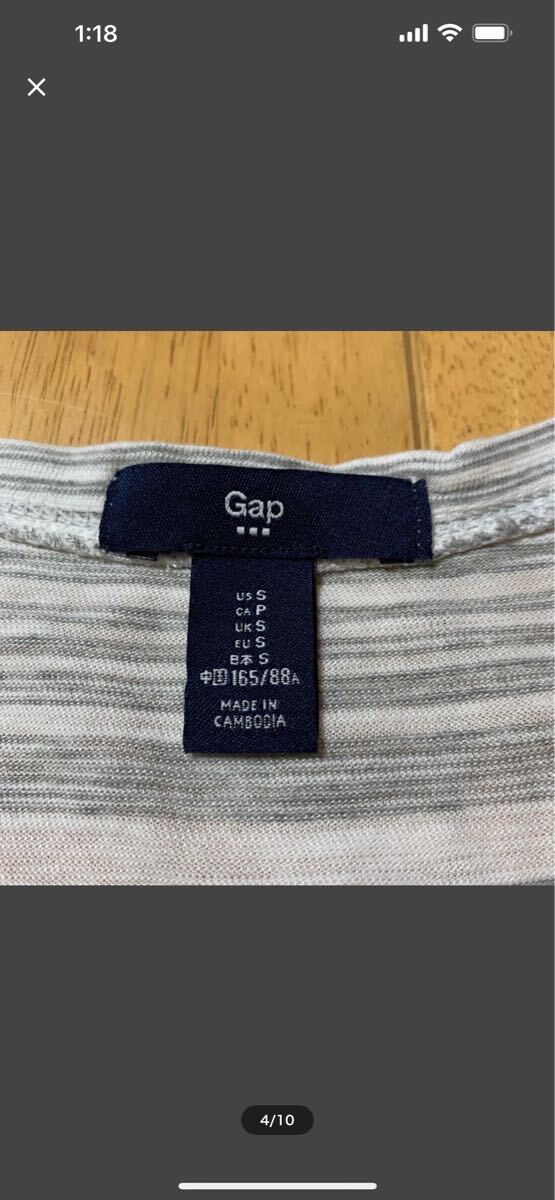 1:18
Gap
US S
CA P
UK S
EU S
日本 S
中国 165/88A
MADE IN
CAMBODIA
4/10